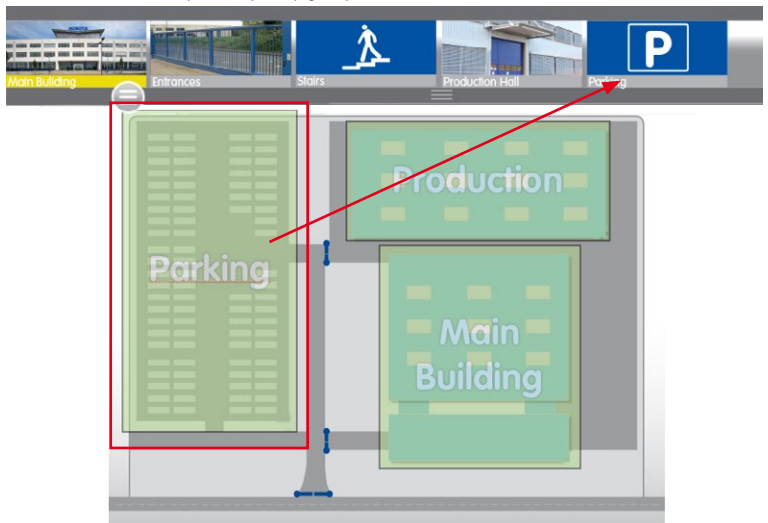 Main Building
Entrances
Stairs
Production Hall
Parking
P
Production
Parking
Main
Building